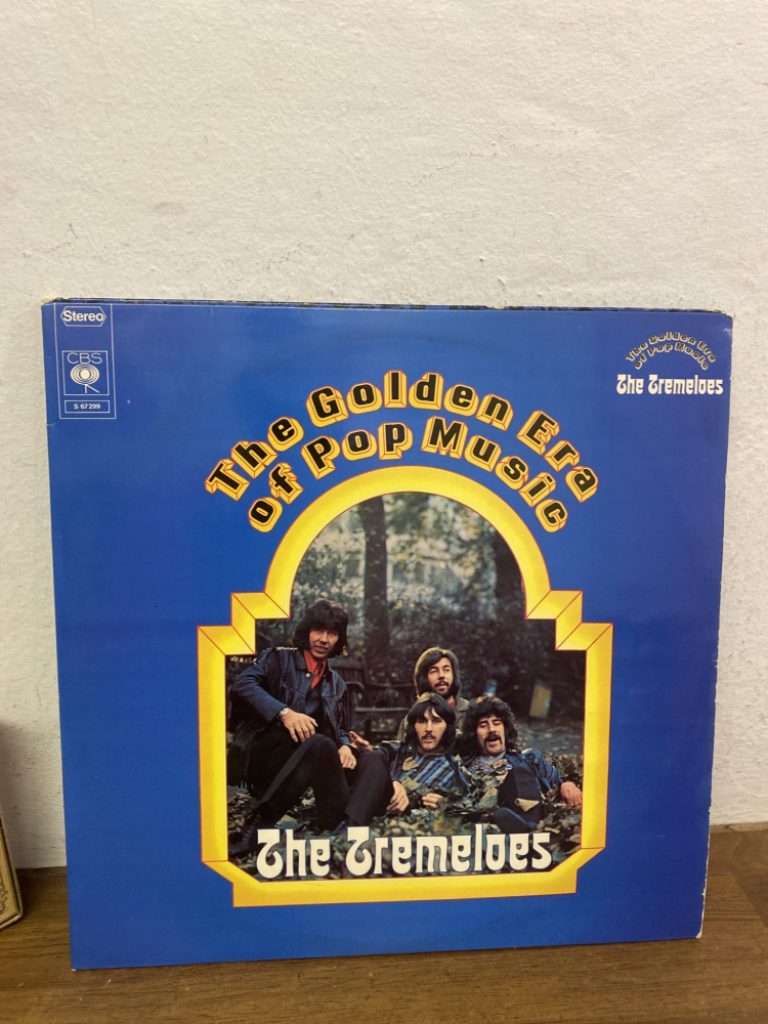 Stereo
CBS
S 67299
The Golden Era
of Pop Music
The Tremeloes
The Golden Era
of Pop Music
The Tremeloes